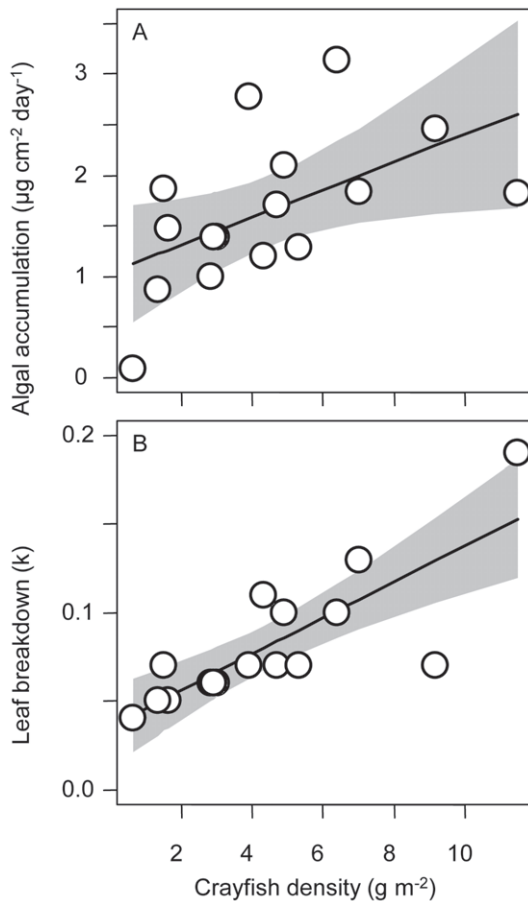 A
Algal accumulation (µg cm⁻² day⁻¹)
3
2
1
0
B
Leaf breakdown (k)
0.2
0.1
0.0
2 4 6 8 10
Crayfish density (g m⁻²)